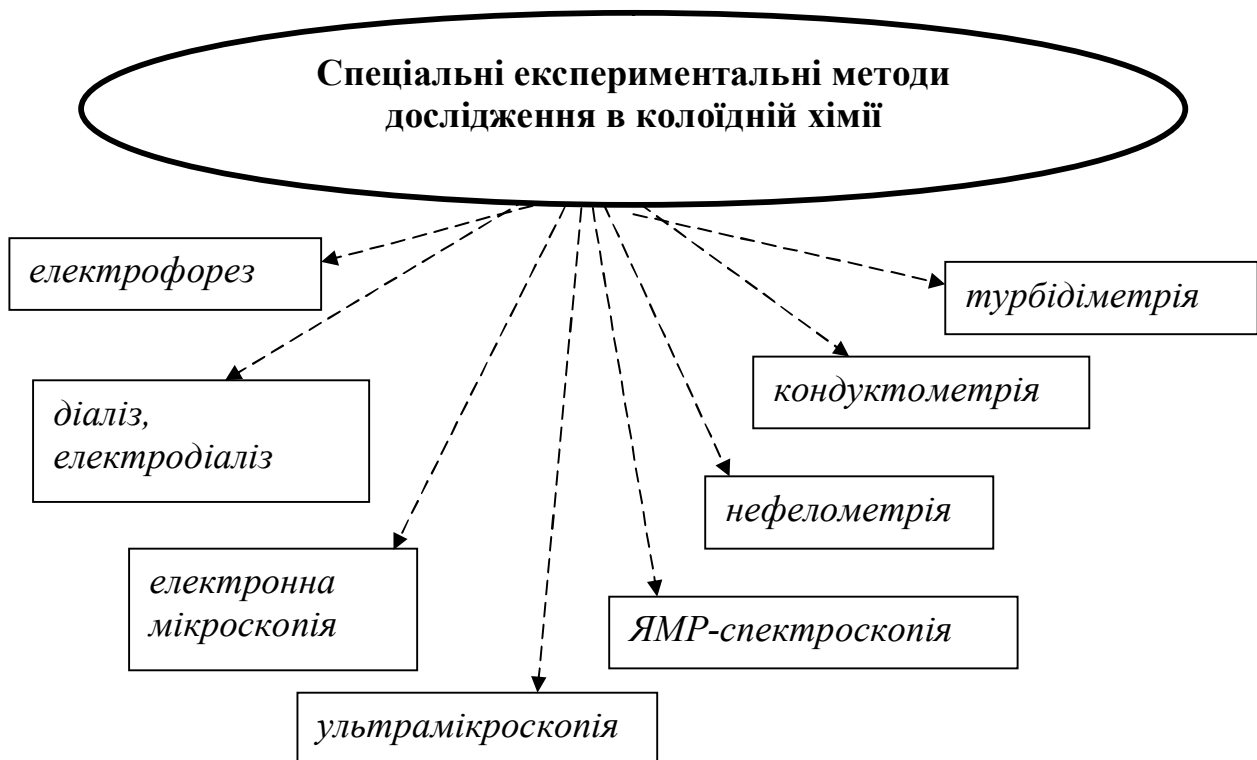 Спеціальні експериментальні методи
дослідження в колоїдній хімії
електрофорез
турбідіметрія
кондуктометрія
діаліз,
електродіаліз
нефелометрія
електронна
мікроскопія
ЯМР-спектроскопія
ультрамікроскопія